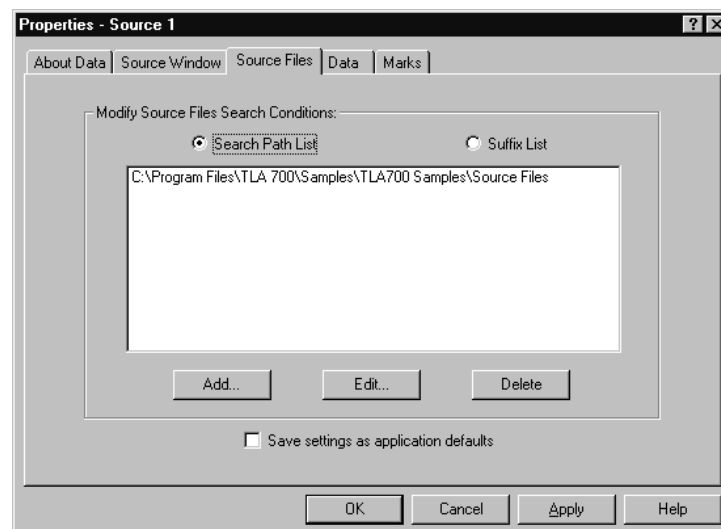 Properties - Source 1
About Data Source Window Source Files Data Marks
Modify Source Files Search Conditions:
Search Path List Suffix List
C:\Program Files\TLA 700\Samples\TLA700 Samples\Source Files
Add... Edit... Delete
Save settings as application defaults
OK Cancel Apply Help